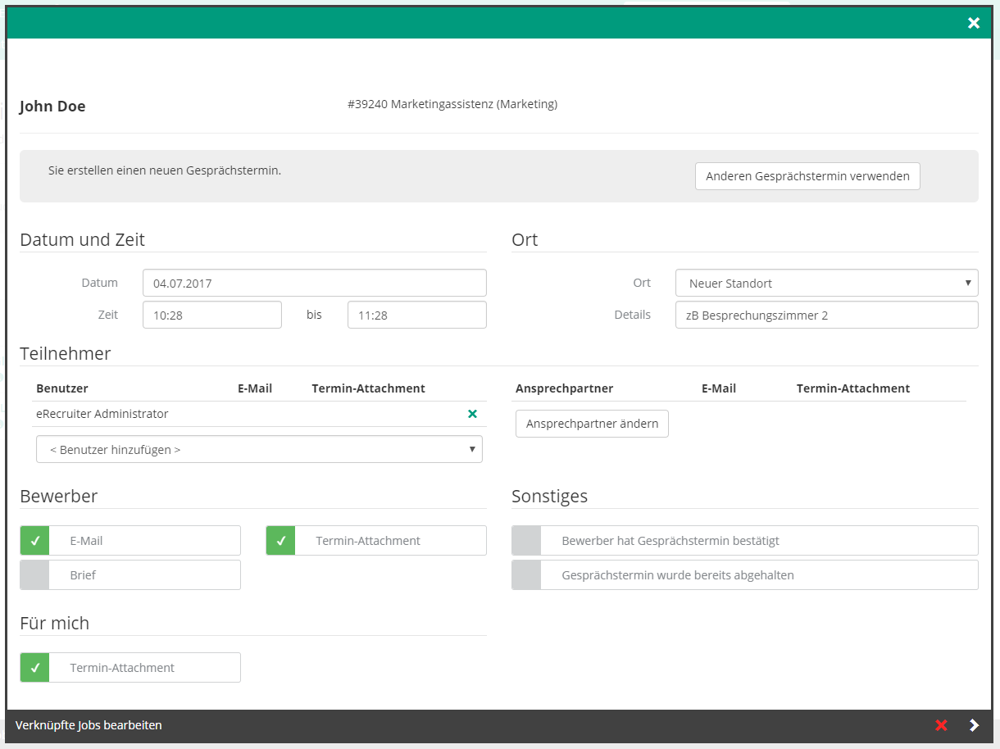 John Doe
#39240 Marketingassistenz (Marketing)
Sie erstellen einen neuen Gesprächstermin.
Anderen Gesprächstermin verwenden
Datum und Zeit
Datum 04.07.2017
Zeit 10:28 bis 11:28
Ort
Ort Neuer Standort
Details zB Besprechungszimmer 2
Teilnehmer
Benutzer E-Mail Termin-Attachment
eRecruiter Administrator
< Benutzer hinzufügen >
Ansprechpartner E-Mail Termin-Attachment
Ansprechpartner ändern
Bewerber
E-Mail Termin-Attachment
Brief
Sonstiges
Bewerber hat Gesprächstermin bestätigt
Gesprächstermin wurde bereits abgehalten
Für mich
Termin-Attachment
Verknüpfte Jobs bearbeiten